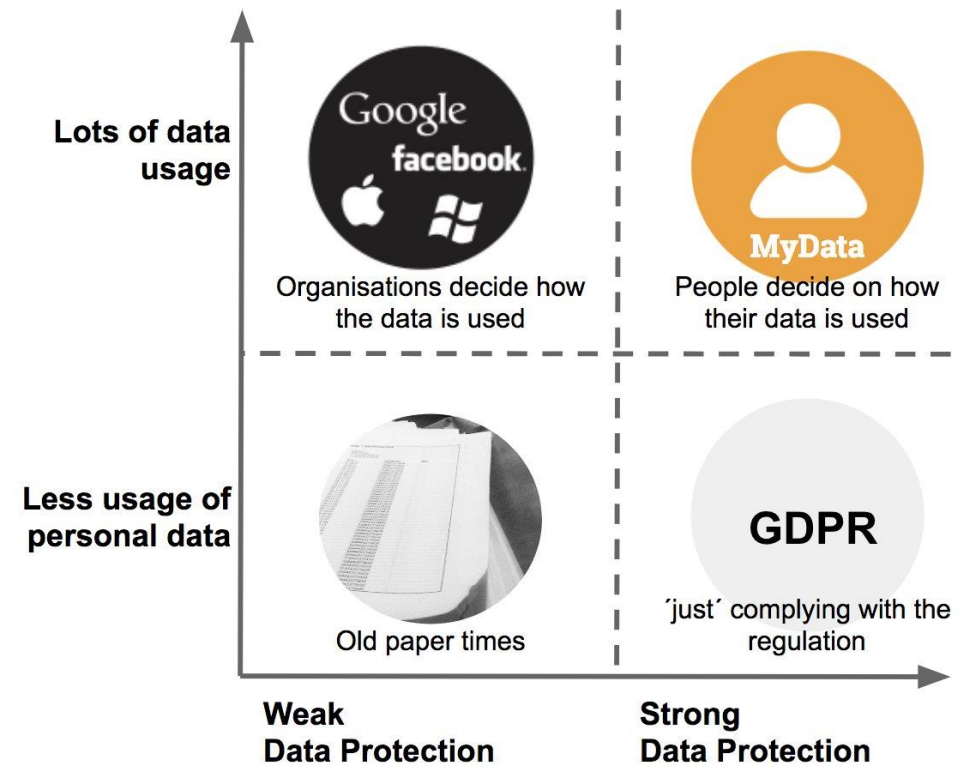 Lots of data
usage
Google
facebook.
MyData
Organisations decide how
the data is used
People decide on how
their data is used
Less usage of
personal data
GDPR
Old paper times
´just´ complying with the
regulation
Weak
Data Protection
Strong
Data Protection